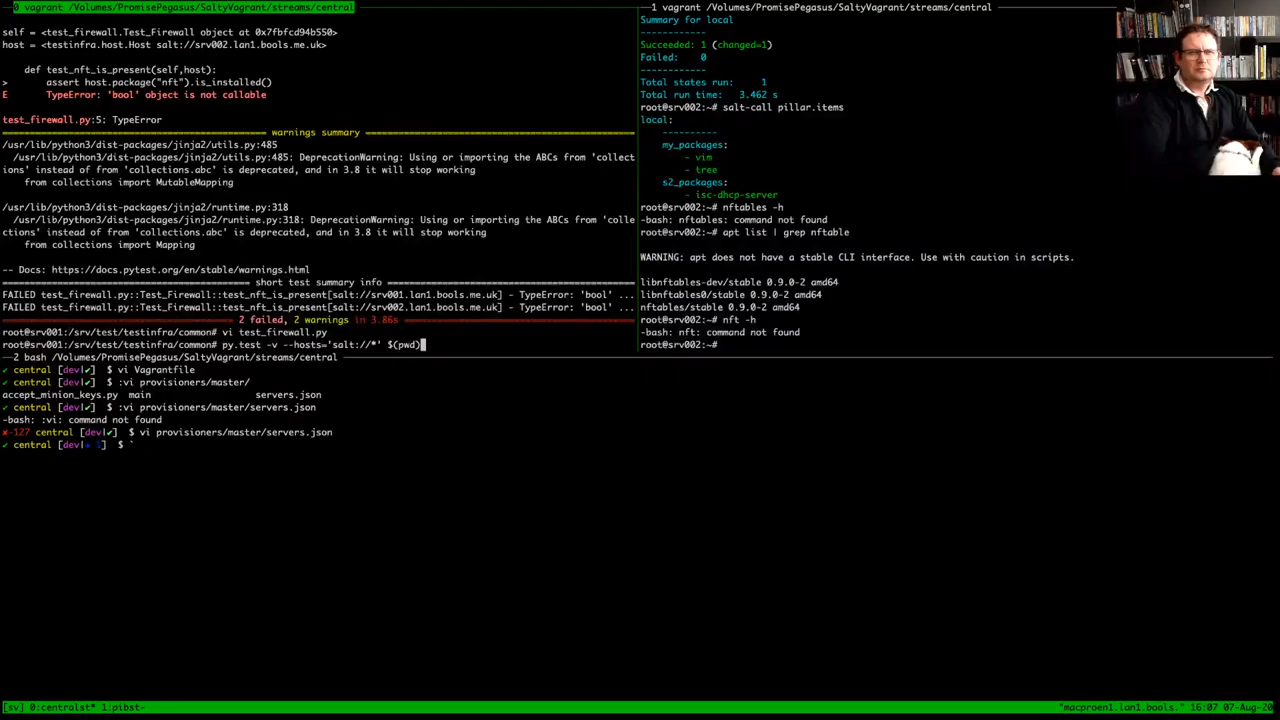 0 vagrant /Volumes/PromisePegasus/SaltyVagrant/streams/central
self = <test_firewall.Test_Firewall object at 0x7fbfcd94b550>
host = <testinfra.host.Host salt://srv002.lan1.bools.me.uk>
def test_nft_is_present(self,host):
> assert host.package("nft").is_installed()
E TypeError: 'bool' object is not callable
test_firewall.py:5: TypeError
Warnings summary
/usr/lib/python3/dist-packages/jinja2/utils.py:485
/usr/lib/python3/dist-packages/jinja2/utils.py:485: DeprecationWarning: Using or importing the ABCs from 'collect
ions' instead of from 'collections.abc' is deprecated, and in 3.8 it will stop working
from collections import MutableMapping
/usr/lib/python3/dist-packages/jinja2/runtime.py:318
/usr/lib/python3/dist-packages/jinja2/runtime.py:318: DeprecationWarning: Using or importing the ABCs from 'colle
ctions' instead of from 'collections.abc' is deprecated, and in 3.8 it will stop working
from collections import Mapping
-- Docs: https://docs.pytest.org/en/stable/warnings.html
short test summary info
FAILED test_firewall.py::Test_Firewall::test_nft_is_present[salt://srv001.lan1.bools.me.uk] - TypeError: 'bool' ...
FAILED test_firewall.py::Test_Firewall::test_nft_is_present[salt://srv002.lan1.bools.me.uk] - TypeError: 'bool' ...
2 failed, 2 warnings in 3.86s
root@srv001:/srv/test/testinfra/common# vi test_firewall.py
root@srv001:/srv/test/testinfra/common# py.test -v --hosts='salt://*' $(pwd)
1 vagrant /Volumes/PromisePegasus/SaltyVagrant/streams/central
Summary for local
------------
Succeeded: 1 (changed=1)
Failed: 0
------------
Total states run: 1
Total run time: 3.462 s
root@srv002:~# salt-call pillar.items
local:
----------
my_packages:
- vim
- tree
s2_packages:
- isc-dhcp-server
root@srv002:~# nftables -h
-bash: nftables: command not found
root@srv002:~# apt list | grep nftable
WARNING: apt does not have a stable CLI interface. Use with caution in scripts.
libnftables-dev/stable 0.9.0-2 amd64
libnftables0/stable 0.9.0-2 amd64
nftables/stable 0.9.0-2 amd64
root@srv002:~# nft -h
-bash: nft: command not found
root@srv002:~#
2 bash /Volumes/PromisePegasus/SaltyVagrant/streams/central
✔ central [dev|✔] $ vi Vagrantfile
✔ central [dev|✔] $ :vi provisioners/master/
accept_minion_keys.py main servers.json
✔ central [dev|✔] $ :vi provisioners/master/servers.json
-bash: :vi: command not found
✘-127 central [dev|✔] $ vi provisioners/master/servers.json
✔ central [dev|✚ 1] $ `
[sv] 0:centralst* 1:pibst- "macproen1.lan1.bools." 16:07 07-Aug-20